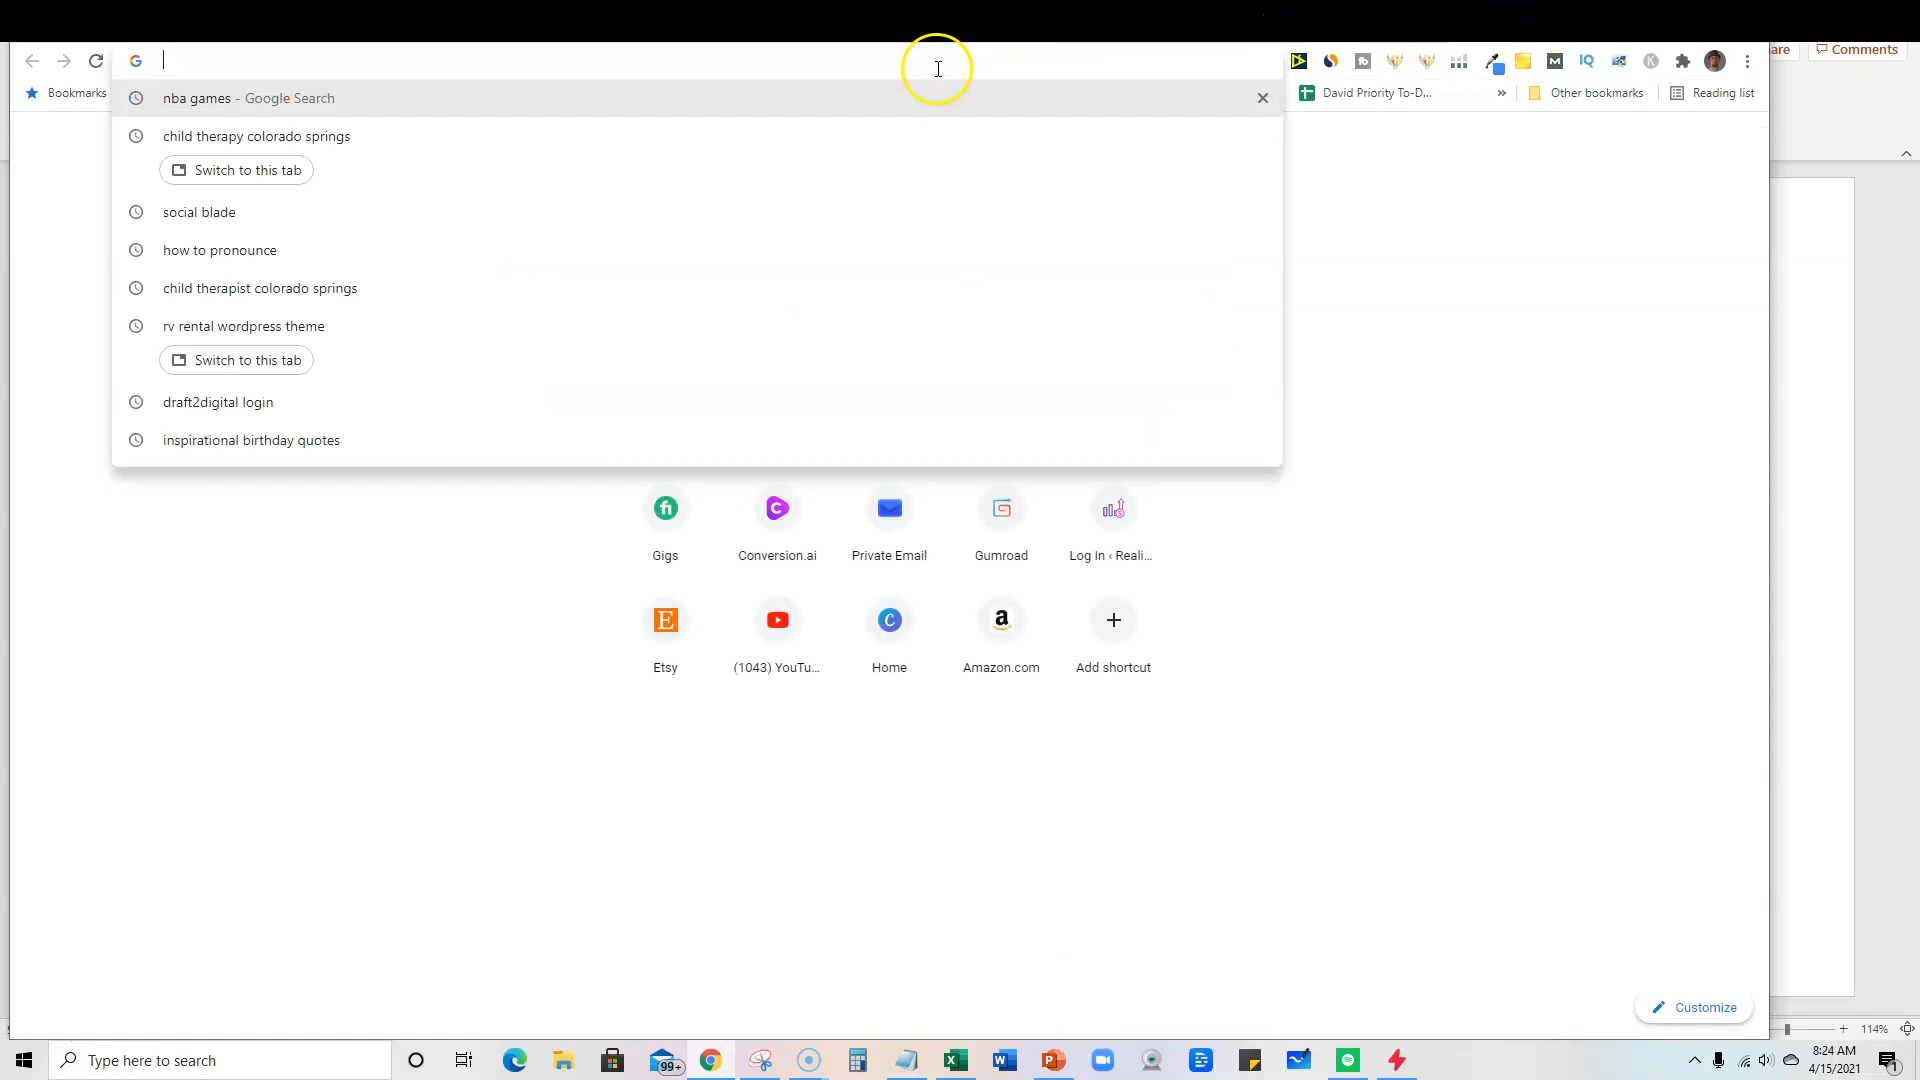 are
Comments
Bookmarks
David Priority To-D...
»
Other bookmarks
Reading list
nba games - Google Search
child therapy colorado springs
Switch to this tab
social blade
how to pronounce
child therapist colorado springs
rv rental wordpress theme
Switch to this tab
draft2digital login
inspirational birthday quotes
Gigs
Conversion.ai
Private Email
Gumroad
Log In ‹ Reali...
Etsy
(1043) YouTu...
Home
Amazon.com
Add shortcut
Customize
114%
Type here to search
99+
8:24 AM
4/15/2021
1